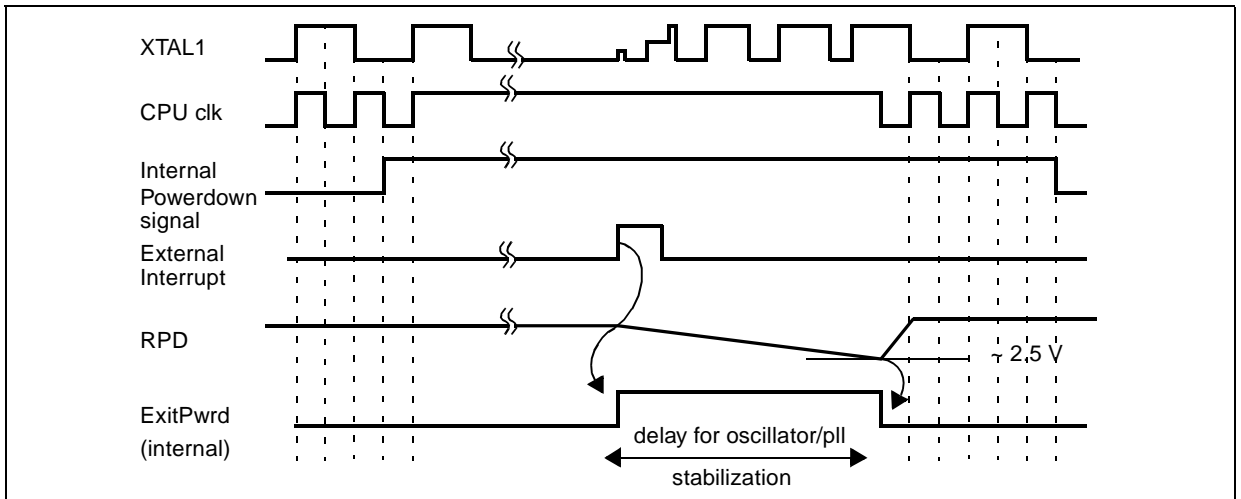 XTAL1
CPU clk
Internal
Powerdown
signal
External
Interrupt
RPD
~ 2.5 V
ExitPwrd
(internal)
delay for oscillator/pll
stabilization